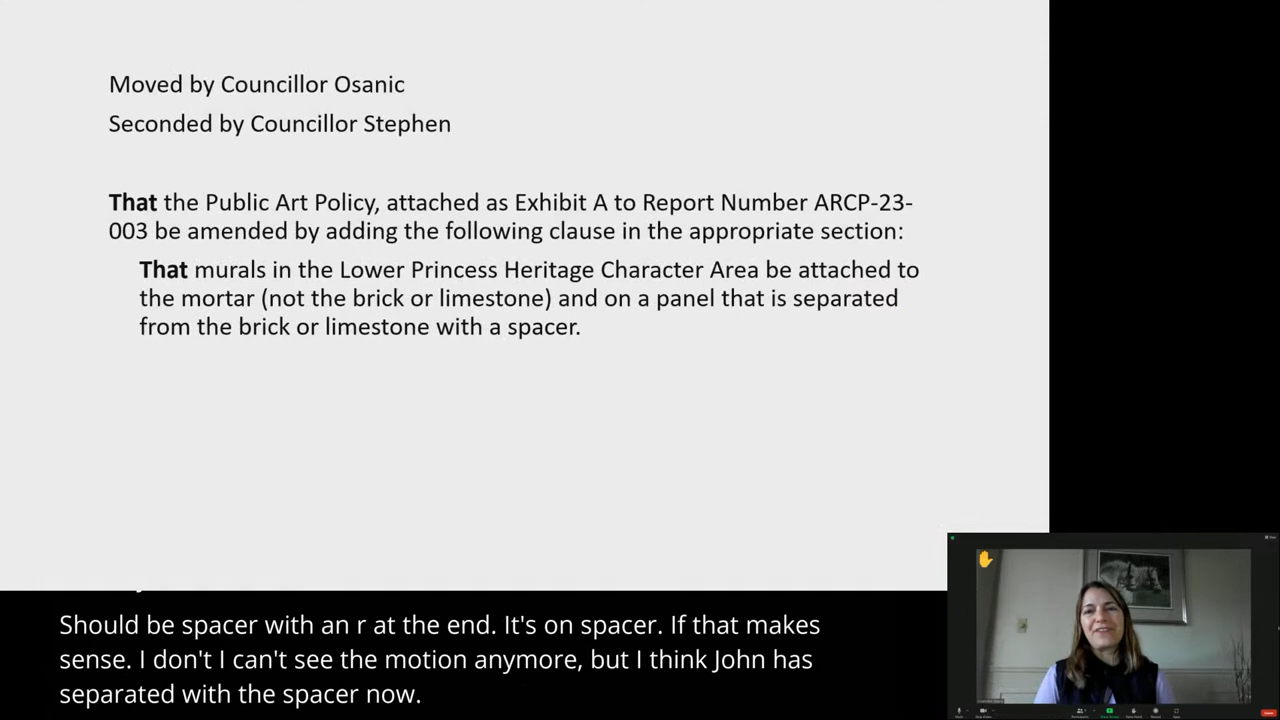 Moved by Councillor Osanic
Seconded by Councillor Stephen
That the Public Art Policy, attached as Exhibit A to Report Number ARCP-23-
003 be amended by adding the following clause in the appropriate section:
That murals in the Lower Princess Heritage Character Area be attached to
the mortar (not the brick or limestone) and on a panel that is separated
from the brick or limestone with a spacer.
Should be spacer with an r at the end. It's on spacer. If that makes
sense. I don't I can't see the motion anymore, but I think John has
separated with the spacer now.